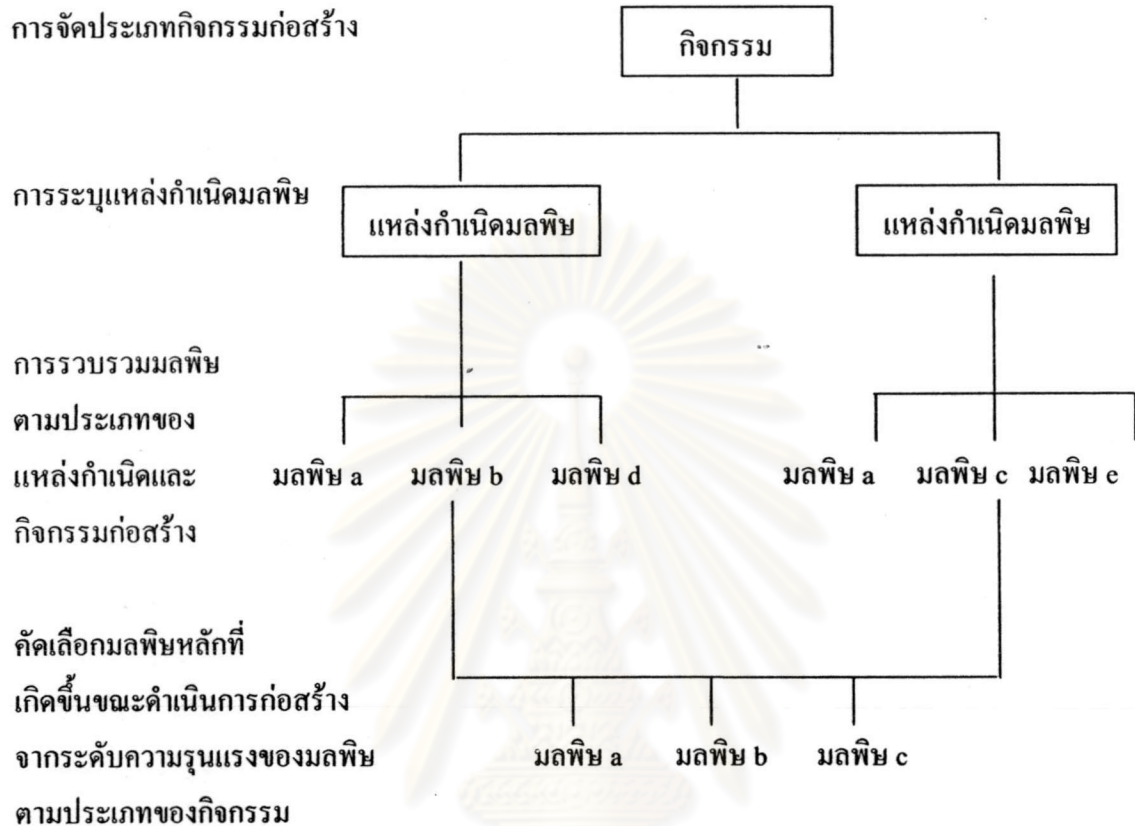 การจัดประเภทกิจกรรมก่อสร้าง
กิจกรรม
การระบุแหล่งกำเนิดมลพิษ
แหล่งกำเนิดมลพิษ แหล่งกำเนิดมลพิษ
การรวบรวมมลพิษ
ตามประเภทของ
แหล่งกำเนิดและ มลพิษ a มลพิษ b มลพิษ d มลพิษ a มลพิษ c มลพิษ e
กิจกรรมก่อสร้าง
คัดเลือกมลพิษหลักที่
เกิดขึ้นขณะดำเนินการก่อสร้าง
จากระดับความรุนแรงของมลพิษ มลพิษ a มลพิษ b มลพิษ c
ตามประเภทของกิจกรรม